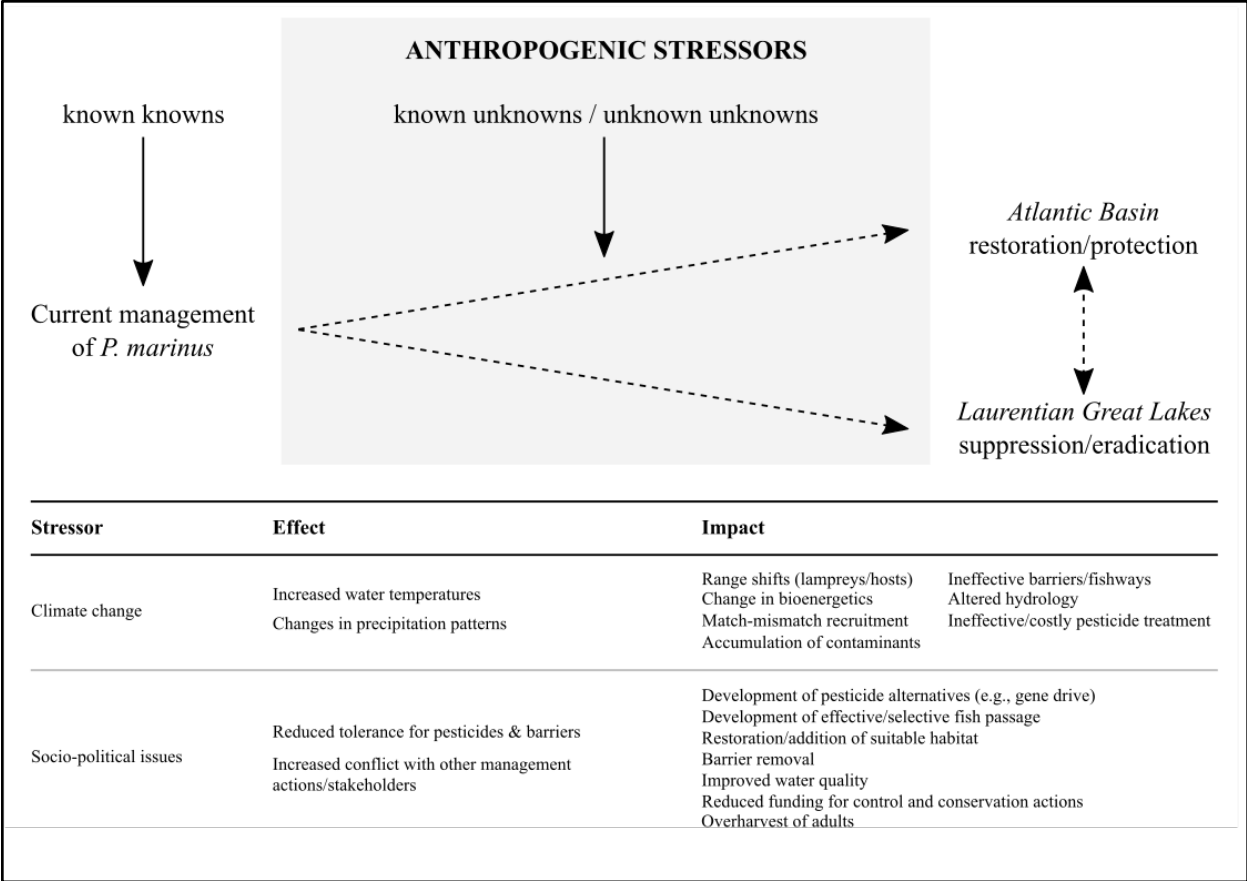 ANTHROPOGENIC STRESSORS
known knowns
known unknowns / unknown unknowns
Atlantic Basin
restoration/protection
Current management
of P. marinus
Laurentian Great Lakes
suppression/eradication
Stressor
Effect
Impact
Climate change
Increased water temperatures
Changes in precipitation patterns
Range shifts (lampreys/hosts)
Change in bioenergetics
Match-mismatch recruitment
Accumulation of contaminants
Ineffective barriers/fishways
Altered hydrology
Ineffective/costly pesticide treatment
Socio-political issues
Reduced tolerance for pesticides & barriers
Increased conflict with other management
actions/stakeholders
Development of pesticide alternatives (e.g., gene drive)
Development of effective/selective fish passage
Restoration/addition of suitable habitat
Barrier removal
Improved water quality
Reduced funding for control and conservation actions
Overharvest of adults